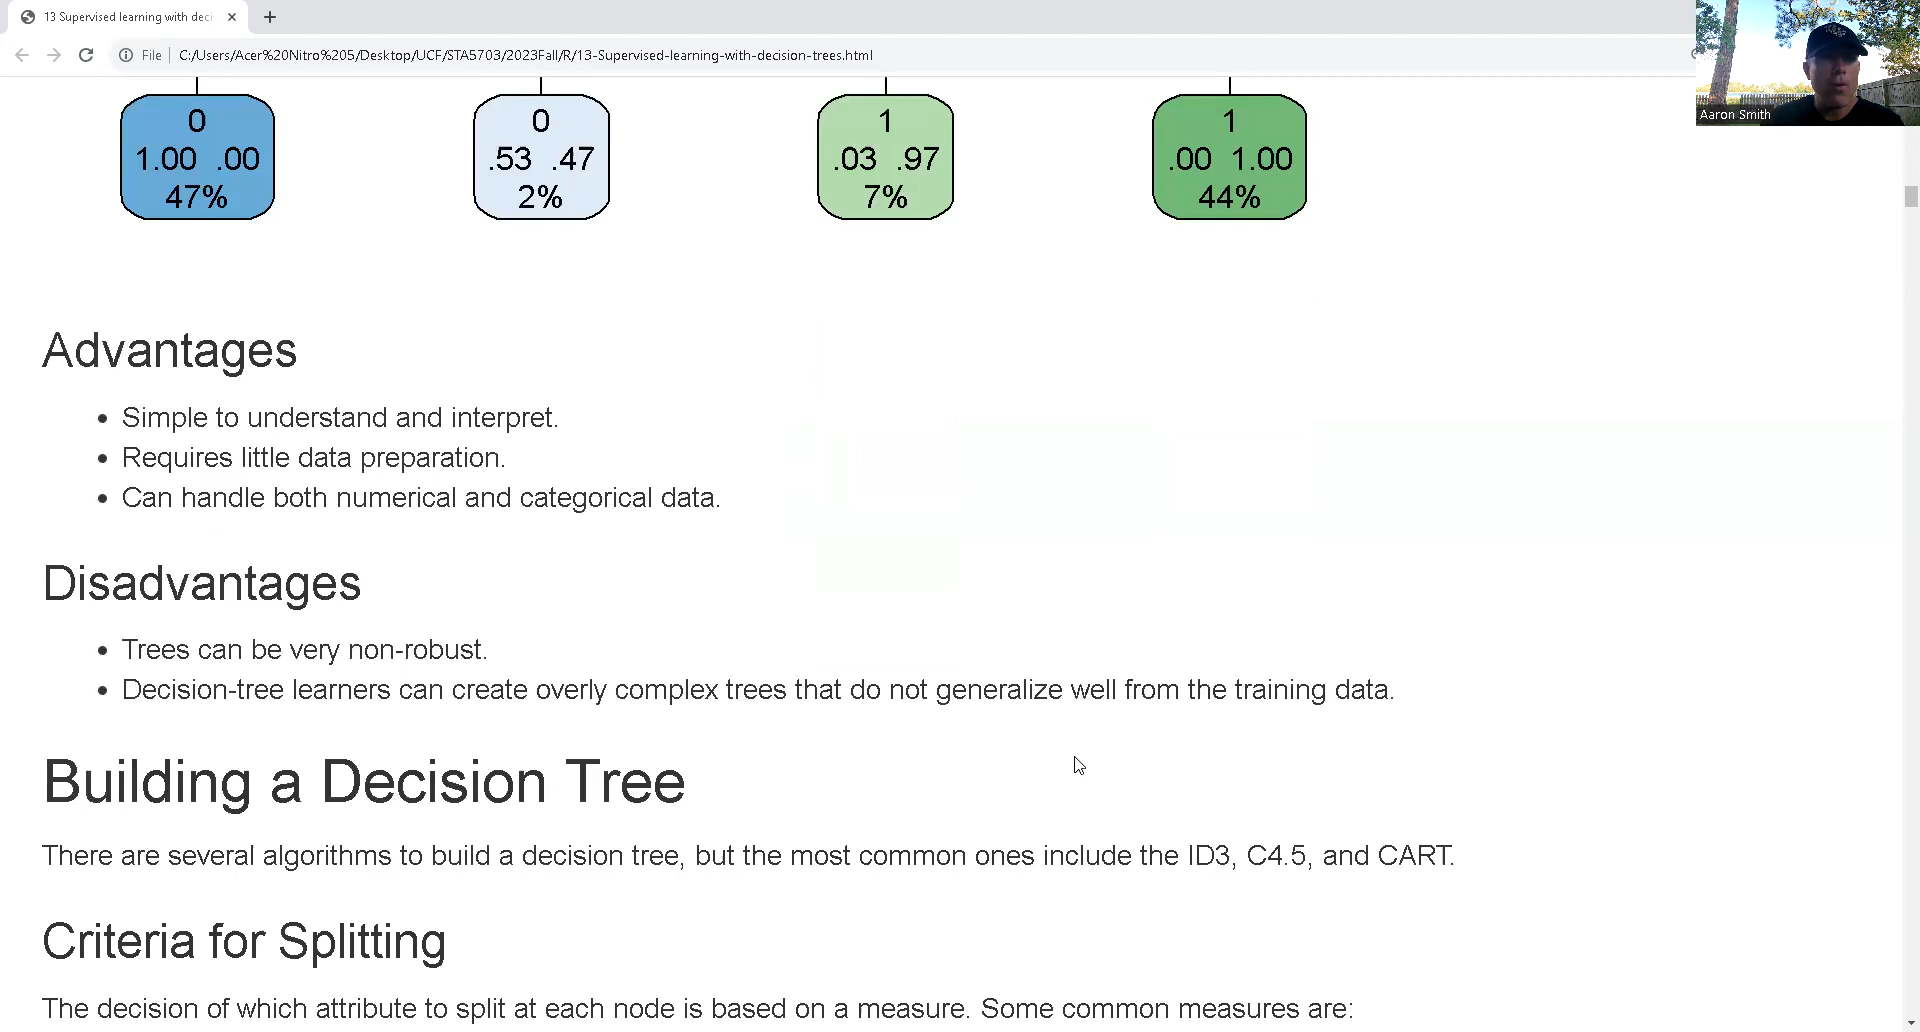 13 Supervised learning with deci
File
C:/Users/Acer%20Nitro%205/Desktop/UCF/STA5703/2023Fall/R/13-Supervised-learning-with-decision-trees.html
Aaron Smith
0
1.00 .00
47%
0
.53 .47
2%
1
.03 .97
7%
1
.00 1.00
44%
Advantages
• Simple to understand and interpret.
• Requires little data preparation.
• Can handle both numerical and categorical data.
Disadvantages
• Trees can be very non-robust.
• Decision-tree learners can create overly complex trees that do not generalize well from the training data.
Building a Decision Tree
There are several algorithms to build a decision tree, but the most common ones include the ID3, C4.5, and CART.
Criteria for Splitting
The decision of which attribute to split at each node is based on a measure. Some common measures are: